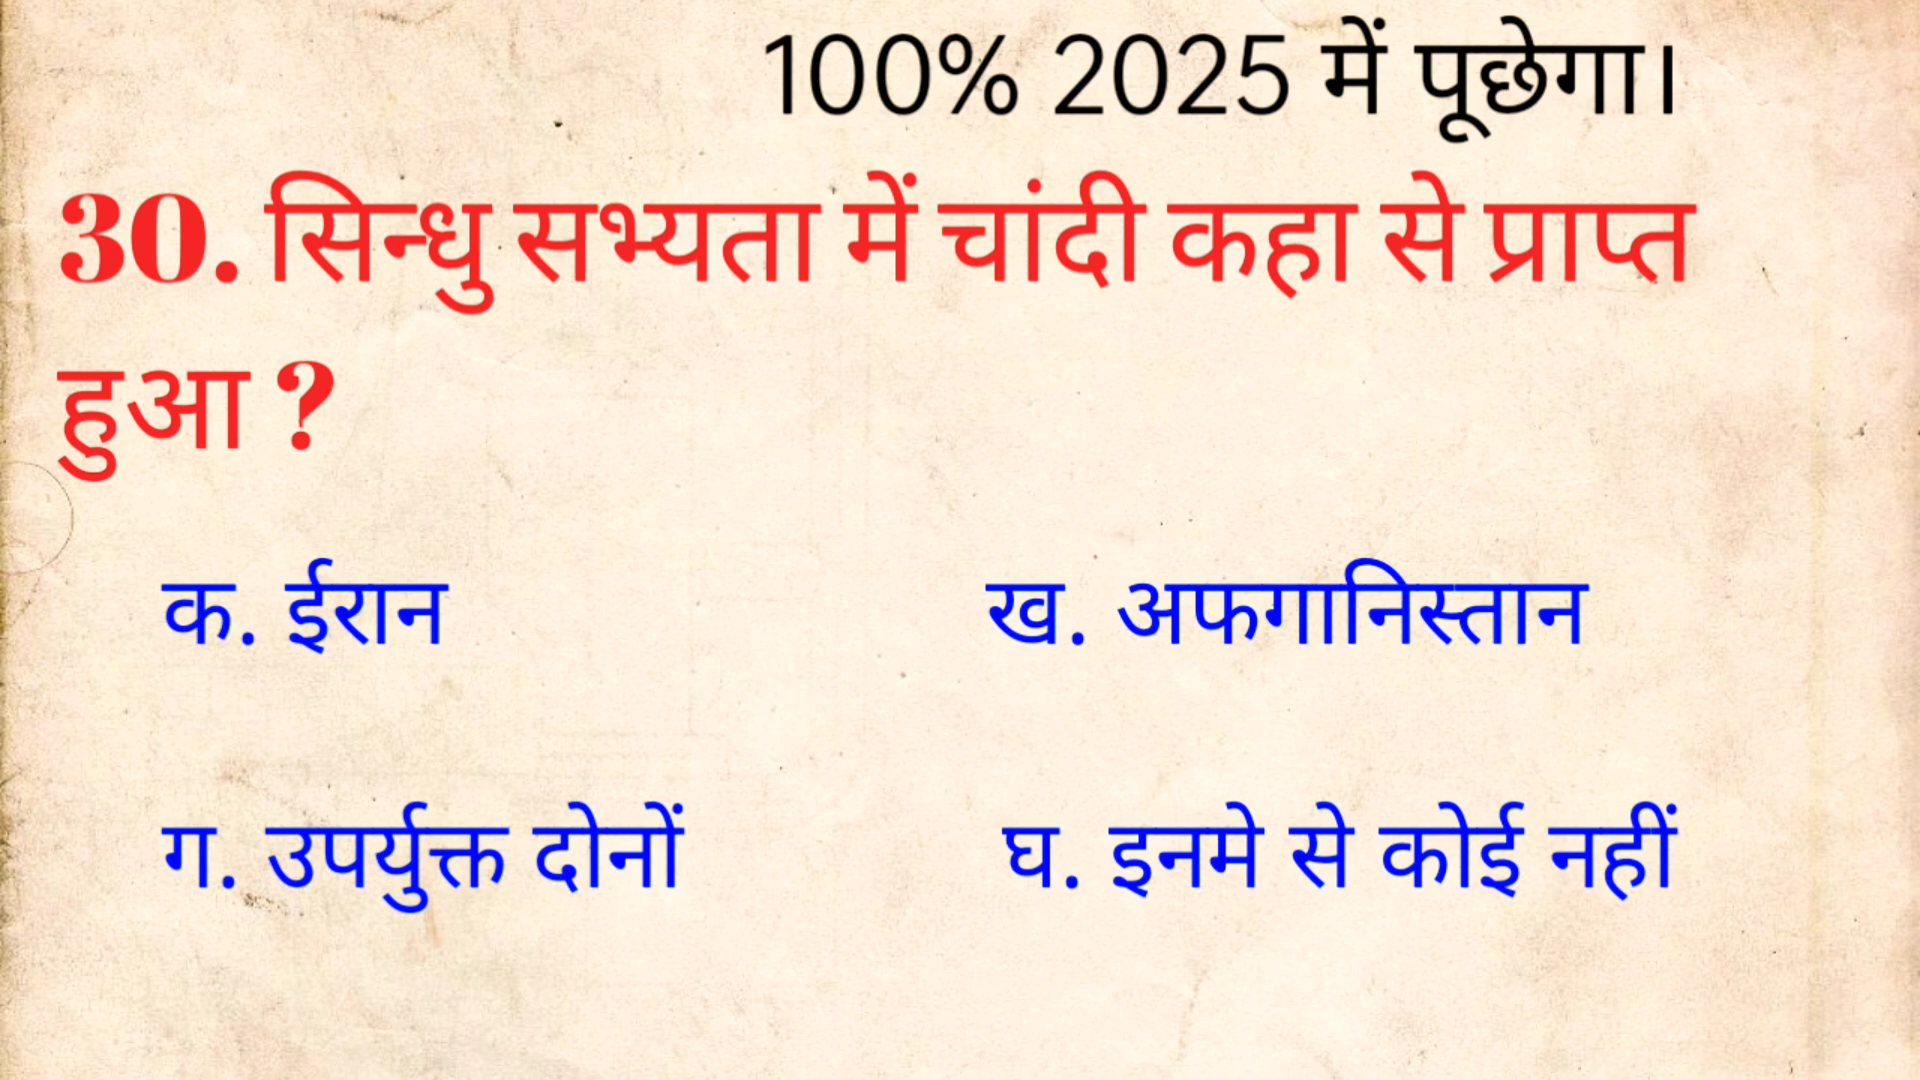 100% 2025 में पूछेगा।
30. सिन्धु सभ्यता में चांदी कहा से प्राप्त
हुआ ?
क. ईरान ख. अफगानिस्तान
ग. उपर्युक्त दोनों घ. इनमे से कोई नहीं